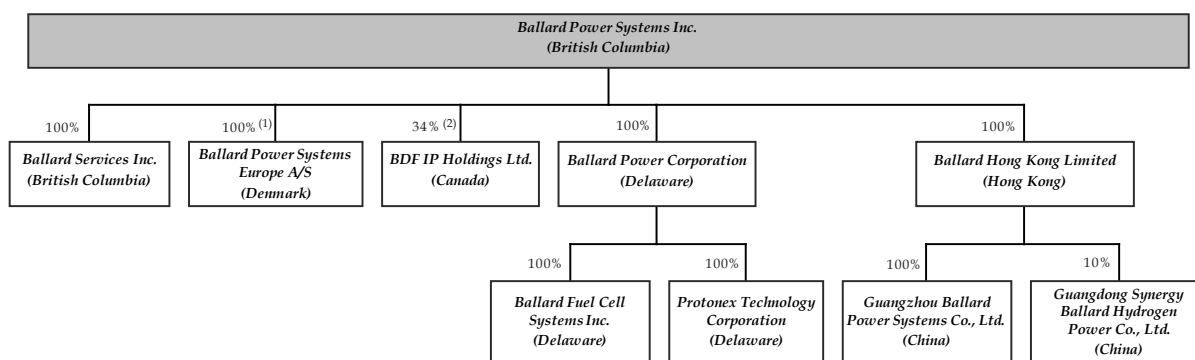 Ballard Power Systems Inc.
(British Columbia)
100%
100% (1)
34% (2)
100%
100%
Ballard Services Inc.
(British Columbia)
Ballard Power Systems
Europe A/S
(Denmark)
BDF IP Holdings Ltd.
(Canada)
Ballard Power Corporation
(Delaware)
Ballard Hong Kong Limited
(Hong Kong)
100%
100%
100%
10%
Ballard Fuel Cell
Systems Inc.
(Delaware)
Protonex Technology
Corporation
(Delaware)
Guangzhou Ballard
Power Systems Co., Ltd.
(China)
Guangdong Synergy
Ballard Hydrogen
Power Co., Ltd.
(China)